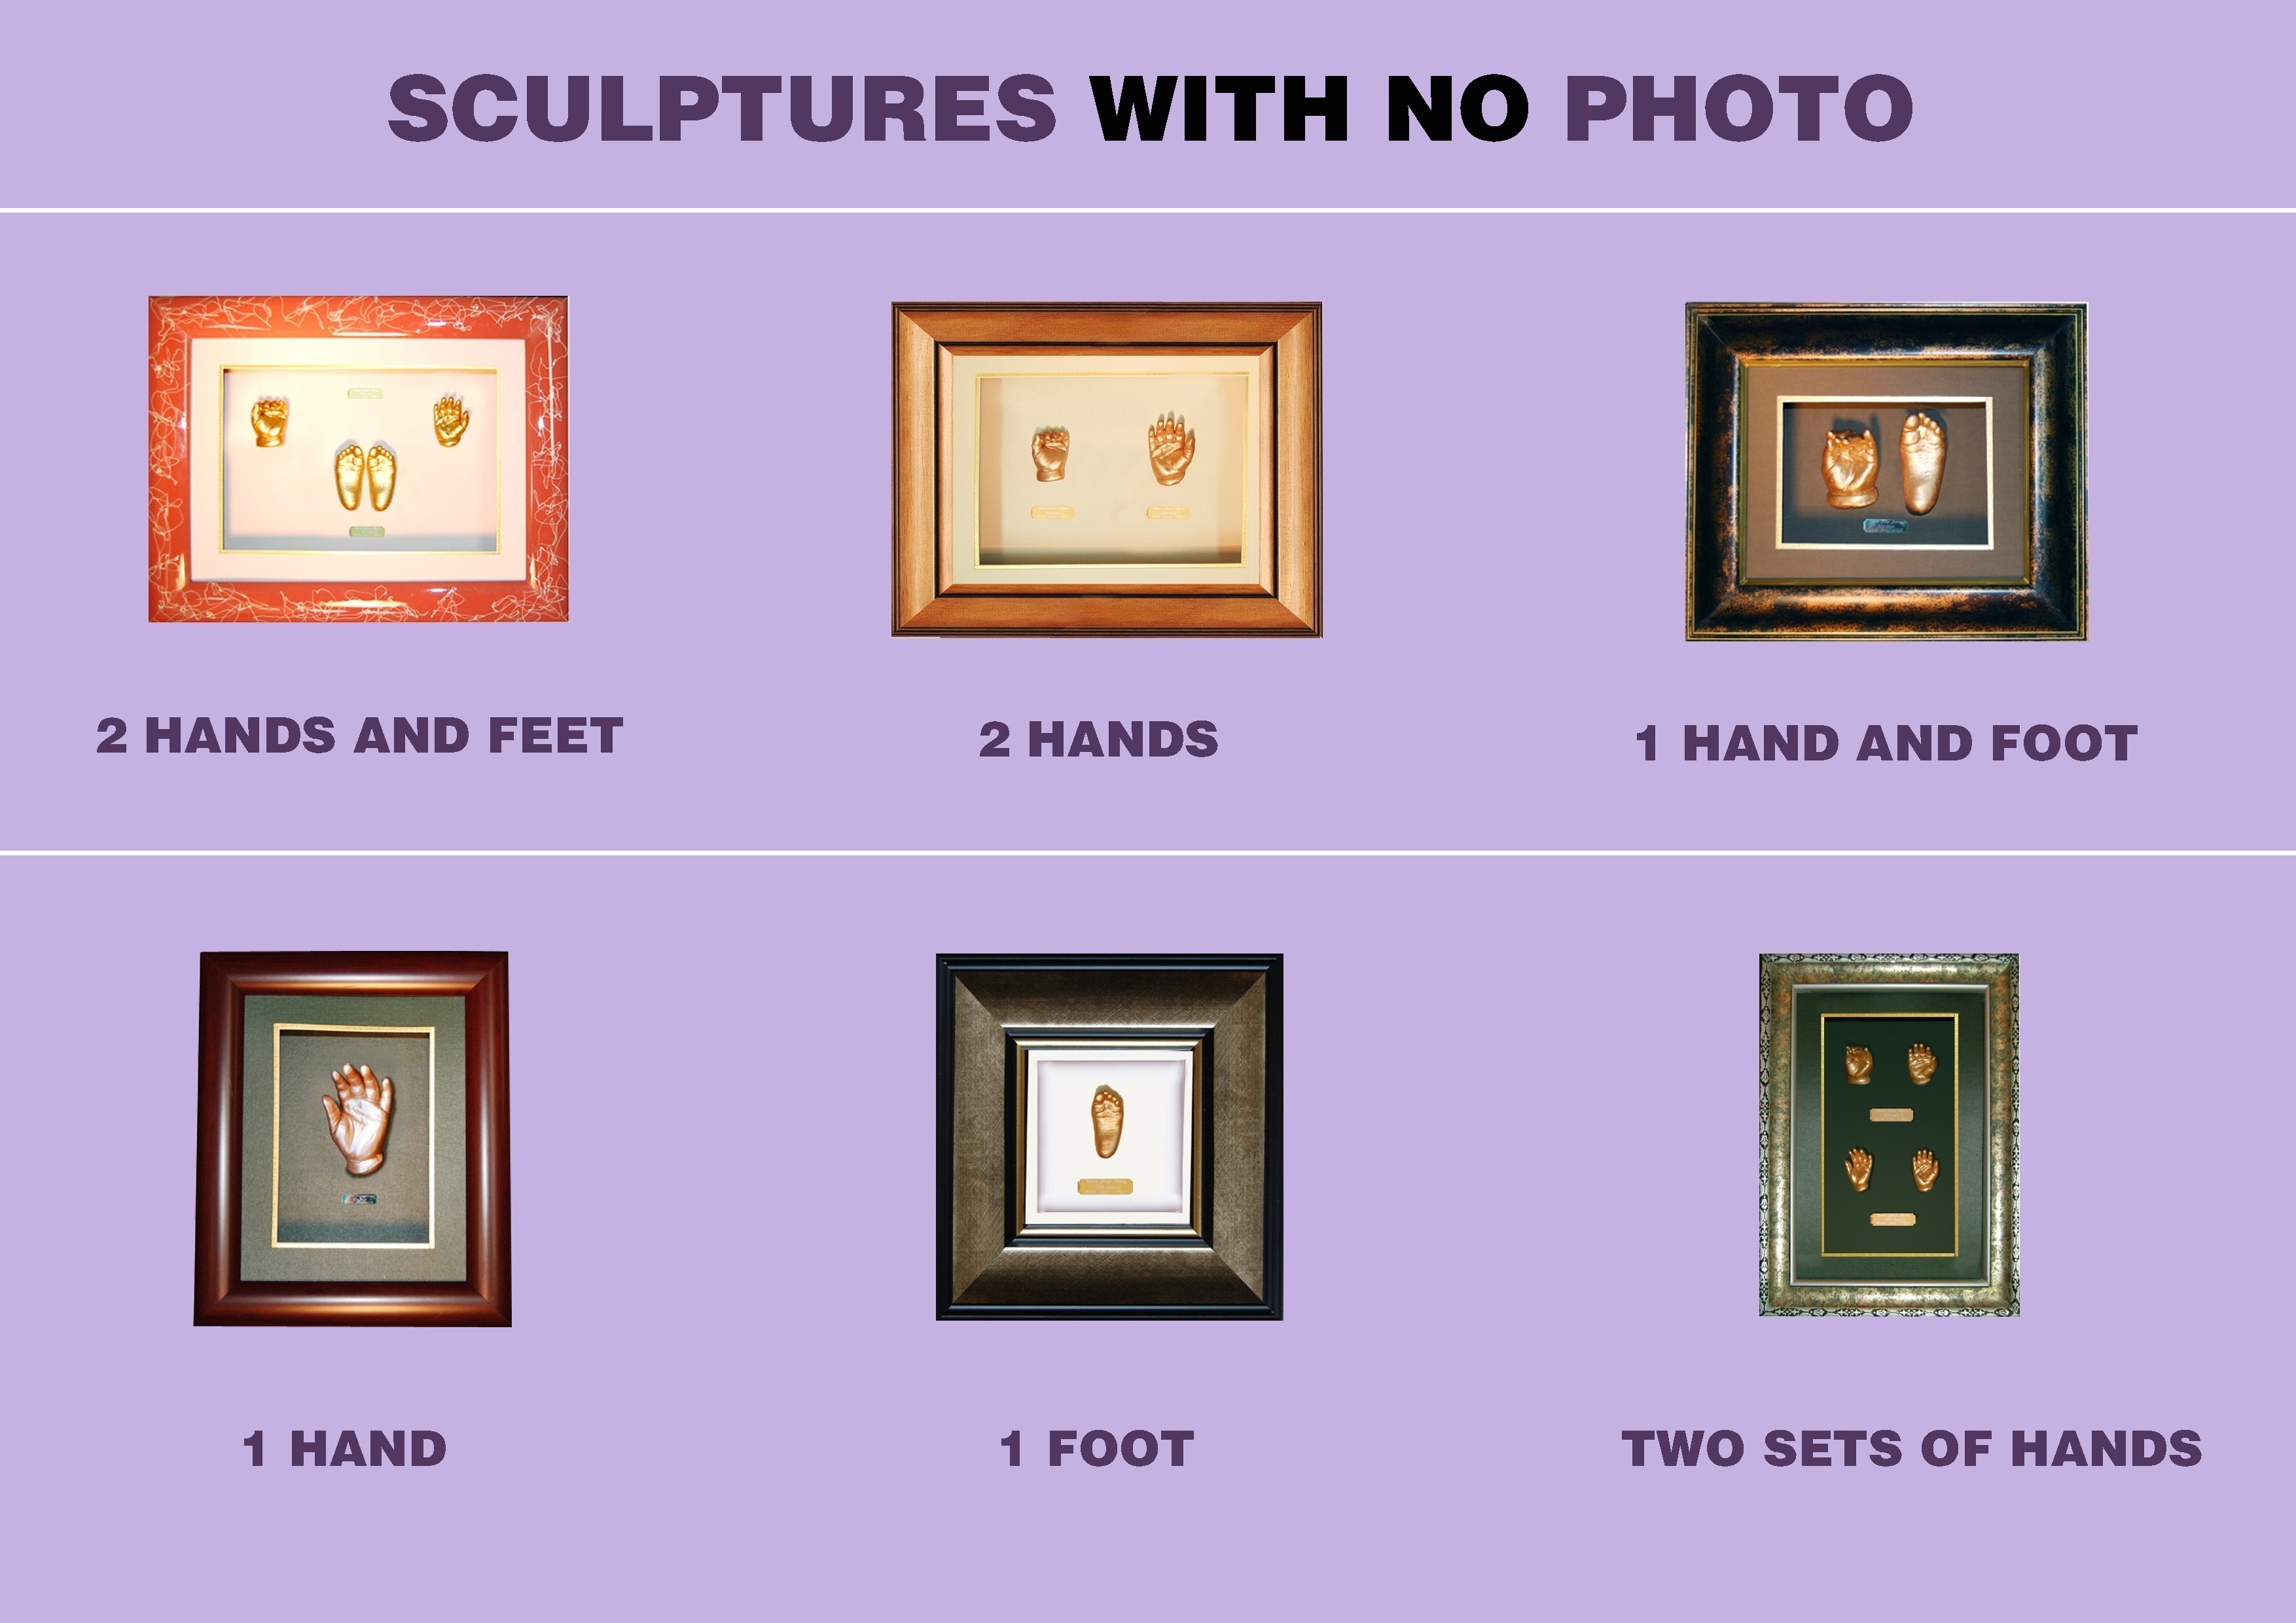 SCULPTURES WITH NO PHOTO
2 HANDS AND FEET
2 HANDS
1 HAND AND FOOT
1 HAND
1 FOOT
TWO SETS OF HANDS